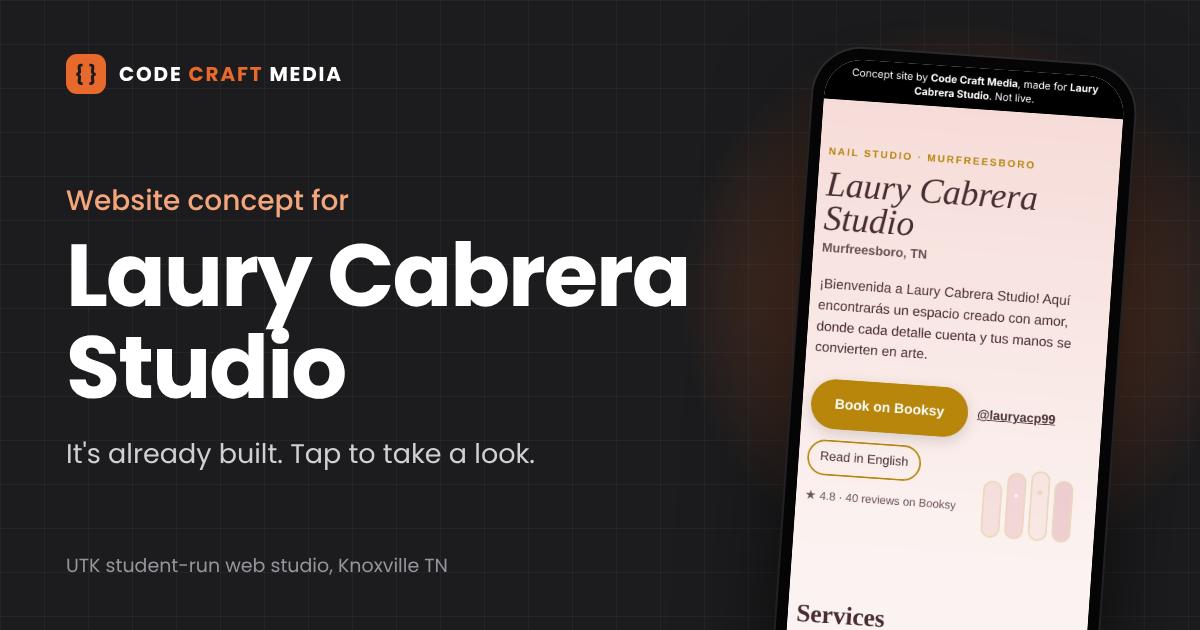 { } CODE CRAFT MEDIA
Website concept for
Laury Cabrera
Studio
It's already built. Tap to take a look.
UTK student-run web studio, Knoxville TN
Concept site by Code Craft Media, made for Laury
Cabrera Studio. Not live.
NAIL STUDIO · MURFREESBORO
Laury Cabrera
Studio
Murfreesboro, TN
¡Bienvenida a Laury Cabrera Studio! Aquí
encontrarás un espacio creado con amor,
donde cada detalle cuenta y tus manos se
convierten en arte.
Book on Booksy
@lauryacp99
Read in English
★ 4.8 · 40 reviews on Booksy
Services